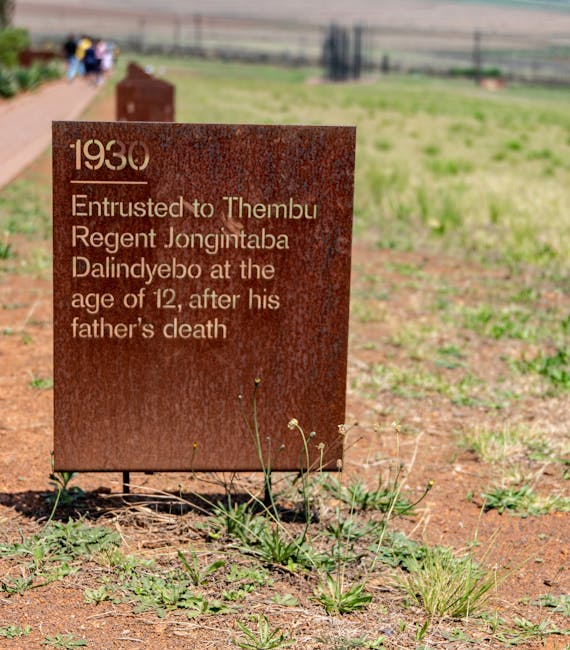 1930
Entrusted to Thembu
Regent Jongintaba
Dalindyebo at the
age of 12, after his
father's death